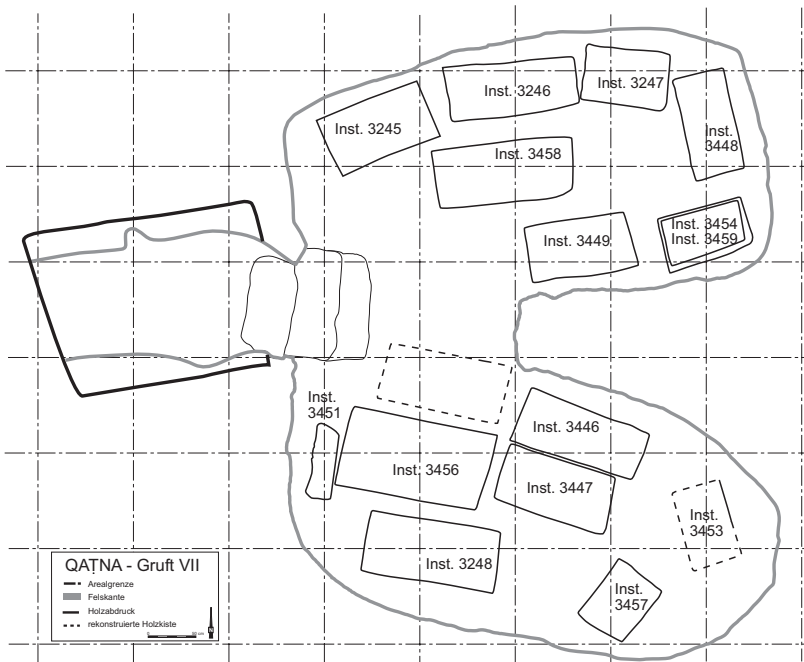 Inst. 3245
Inst. 3246
Inst. 3247
Inst.
3448
Inst. 3458
Inst. 3449
Inst. 3454
Inst. 3459
Inst.
3451
Inst. 3446
Inst. 3456
Inst. 3447
Inst.
3453
Inst. 3248
Inst.
3457
QAṬNA - Gruft VII
Arealgrenze
Felskante
Holzabdruck
rekonstruierte Holzkiste